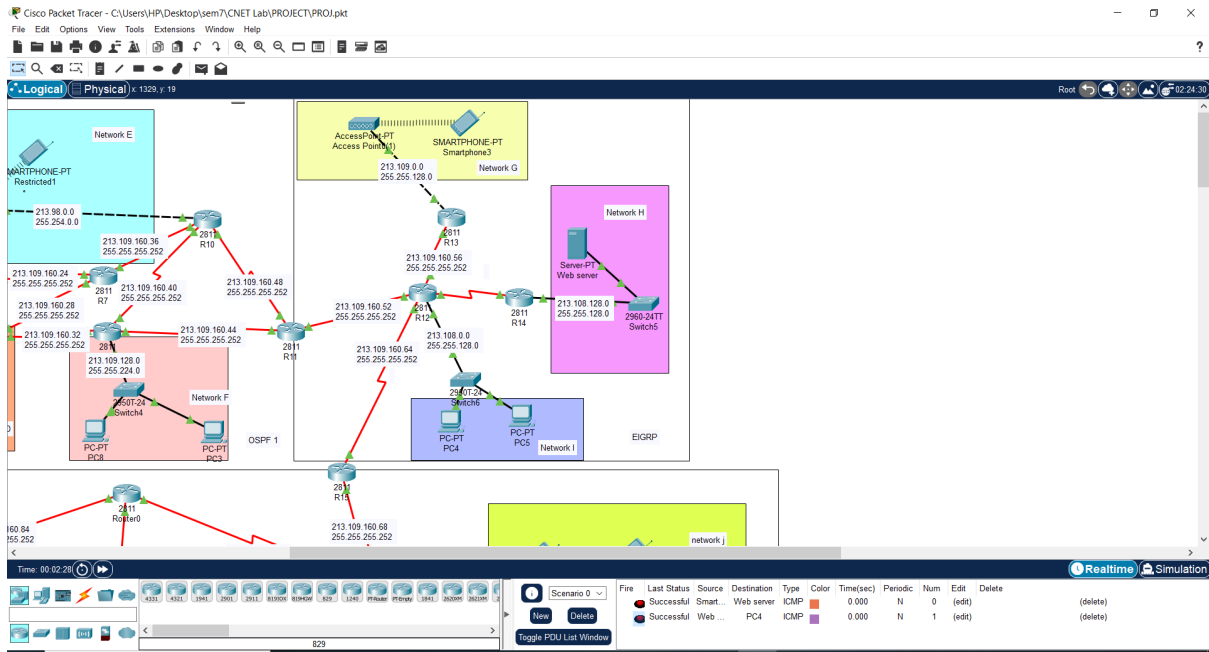 Cisco Packet Tracer - C:\Users\HP\Desktop\sem7\CNET Lab\PROJECT\PROJ.pkt
File Edit Options View Tools Extensions Window Help
?
Logical Physical x: 1329, y: 19
Root 02:24:30
Network E
SMARTPHONE-PT
Restricted1
213.98.0.0
255.254.0.0
2811
R10
213.109.160.36
255.255.255.252
213.109.160.24
255.255.255.252
2811
R7
213.109.160.40
255.255.255.252
213.109.160.28
255.255.255.252
213.109.160.32
255.255.255.252
213.109.160.48
255.255.255.252
213.109.160.44
255.255.255.252
2811
2811
R11
213.109.128.0
255.255.224.0
2950T-24
Switch4
Network F
PC-PT
PC8
PC-PT
PC3
OSPF 1
AccessPoint-PT
Access Point6(1)
SMARTPHONE-PT
Smartphone3
213.109.0.0
255.255.128.0
Network G
2811
R13
213.109.160.56
255.255.255.252
213.109.160.52
255.255.255.252
2811
R12
2811
R14
Network H
Server-PT
Web server
213.108.128.0
255.255.128.0
2960-24TT
Switch5
213.109.160.64
255.255.255.252
213.108.0.0
255.255.128.0
2950T-24
Switch6
PC-PT
PC4
PC-PT
PC5
Network I
EIGRP
2811
R15
2811
Router0
160.84
255.252
213.109.160.68
255.255.255.252
network j
Time: 00:02:28
Realtime Simulation
4331 4321 1941 2901 2911 819IOX 819HGW 829 1240 PT-Router PT-Empty 1841 2620XM 2621XM
829
Scenario 0
New Delete
Toggle PDU List Window
Fire Last Status Source Destination Type Color Time(sec) Periodic Num Edit Delete
Successful Smart... Web server ICMP 0.000 N 0 (edit) (delete)
Successful Web ... PC4 ICMP 0.000 N 1 (edit) (delete)